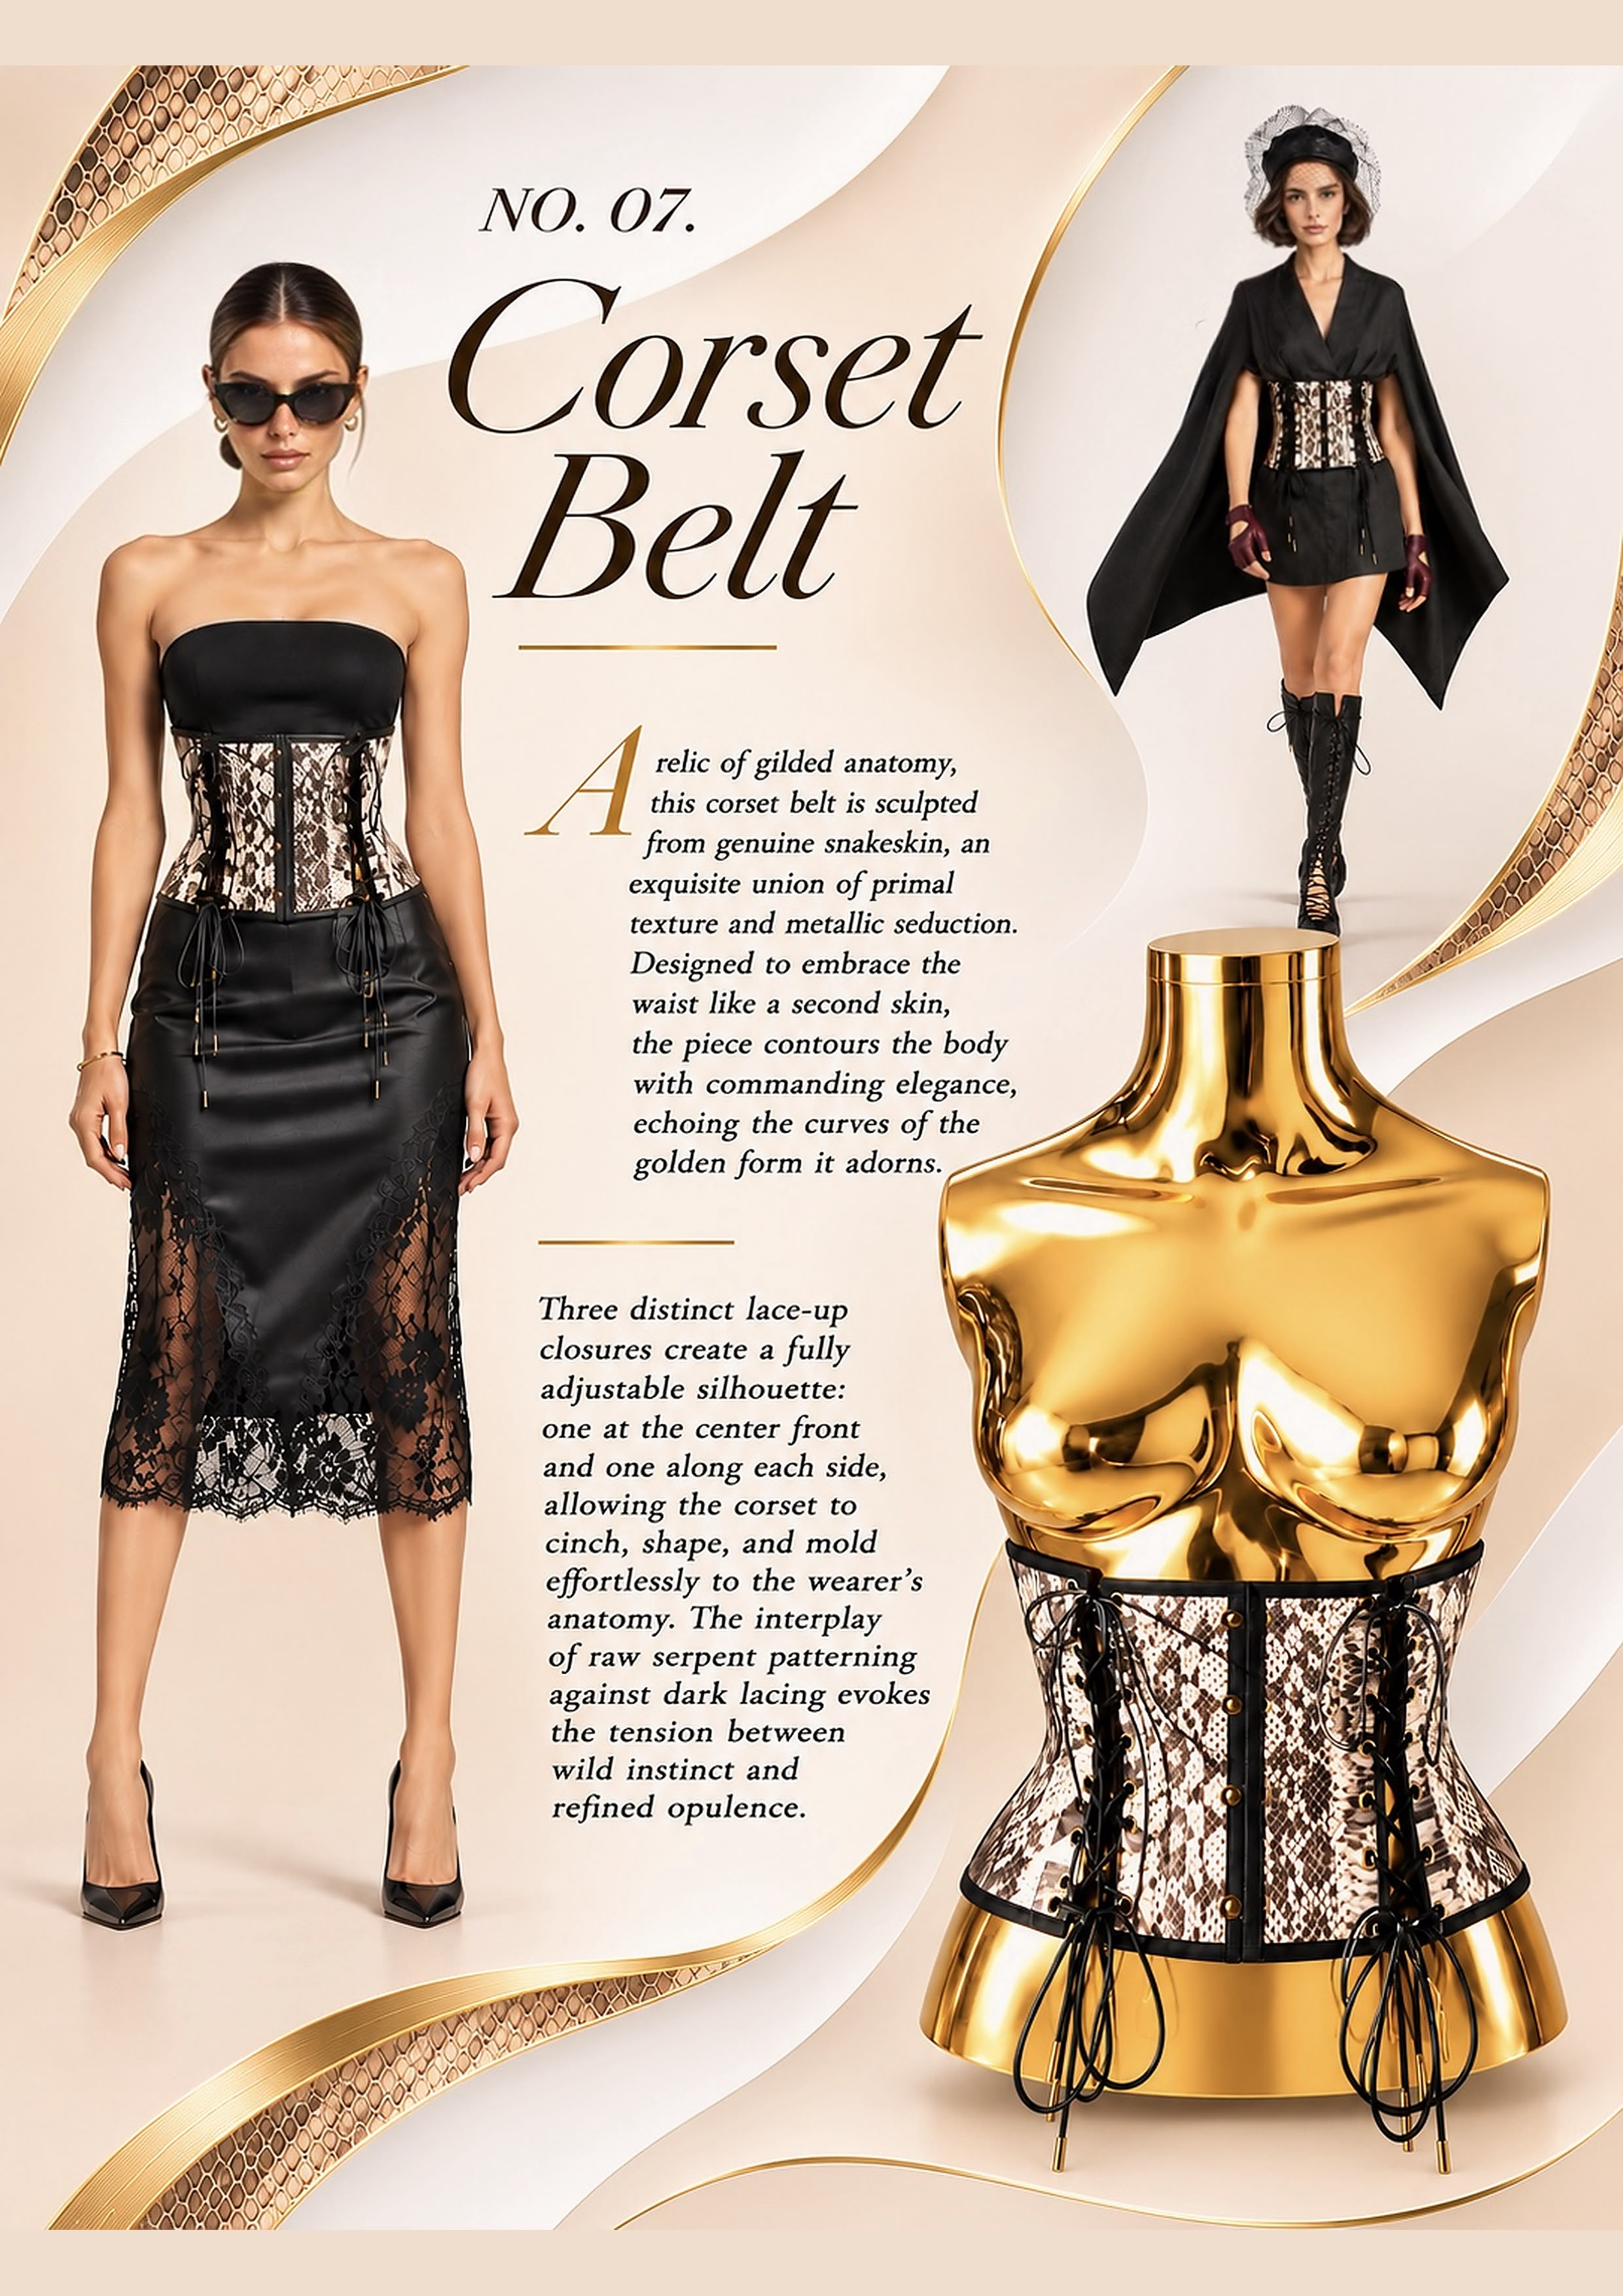 NO. 07.
Corset
Belt
A relic of gilded anatomy,
this corset belt is sculpted
from genuine snakeskin, an
exquisite union of primal
texture and metallic seduction.
Designed to embrace the
waist like a second skin,
the piece contours the body
with commanding elegance,
echoing the curves of the
golden form it adorns.
Three distinct lace-up
closures create a fully
adjustable silhouette:
one at the center front
and one along each side,
allowing the corset to
cinch, shape, and mold
effortlessly to the wearer’s
anatomy. The interplay
of raw serpent patterning
against dark lacing evokes
the tension between
wild instinct and
refined opulence.